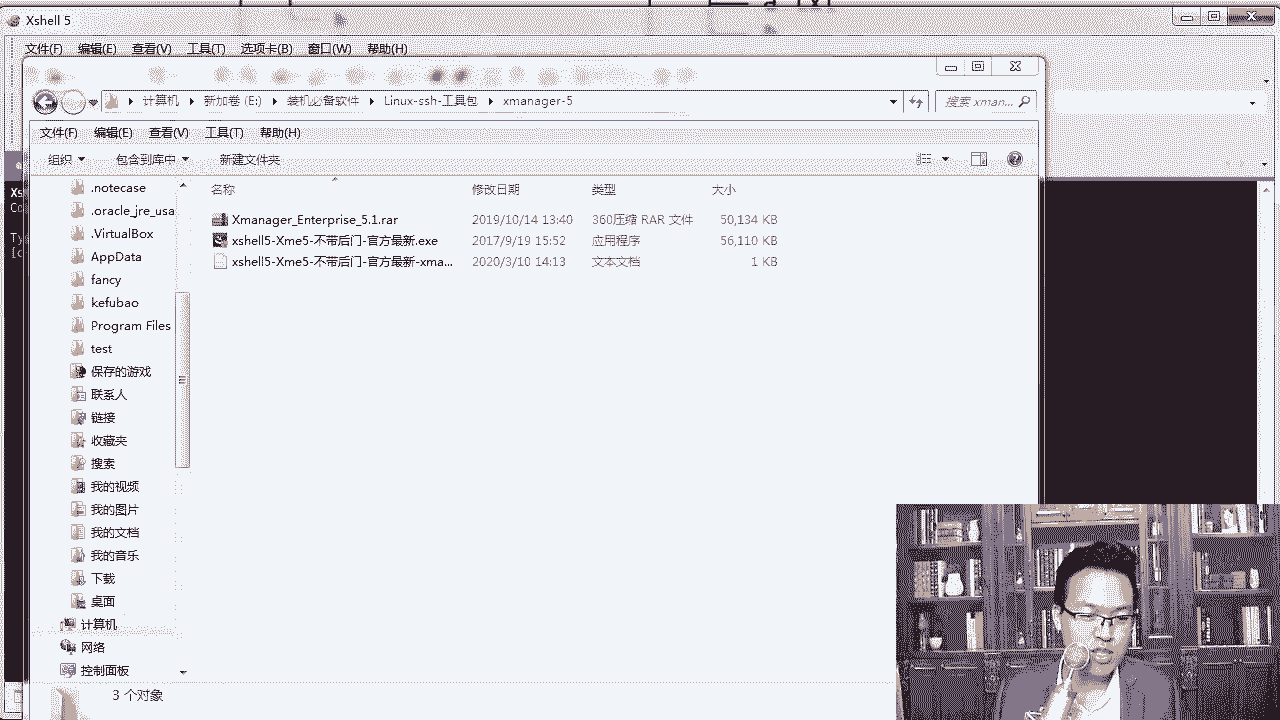 Xshell 5
文件(F) 编辑(E) 查看(V) 工具(T) 选项卡(B) 窗口(W) 帮助(H)
计算机 新加卷 (E:) 装机必备软件 Linux-ssh-工具包 xmanager-5
搜索 xman...
文件(F) 编辑(E) 查看(V) 工具(T) 帮助(H)
组织 包含到库中 新建文件夹
名称 修改日期 类型 大小
Xmanager_Enterprise_5.1.rar 2019/10/14 13:40 360压缩 RAR 文件 50,134 KB
xshell5-Xme5-不带后门-官方最新.exe 2017/9/19 15:52 应用程序 56,110 KB
xshell5-Xme5-不带后门-官方最新-xma... 2020/3/10 14:13 文本文档 1 KB
.notecase
.oracle_jre_usa
.VirtualBox
AppData
fancy
kefubao
Program Files
test
保存的游戏
联系人
链接
收藏夹
搜索
我的视频
我的图片
我的文档
我的音乐
下载
桌面
计算机
网络
控制面板
3 个对象
Xs
Co
Ty
[c